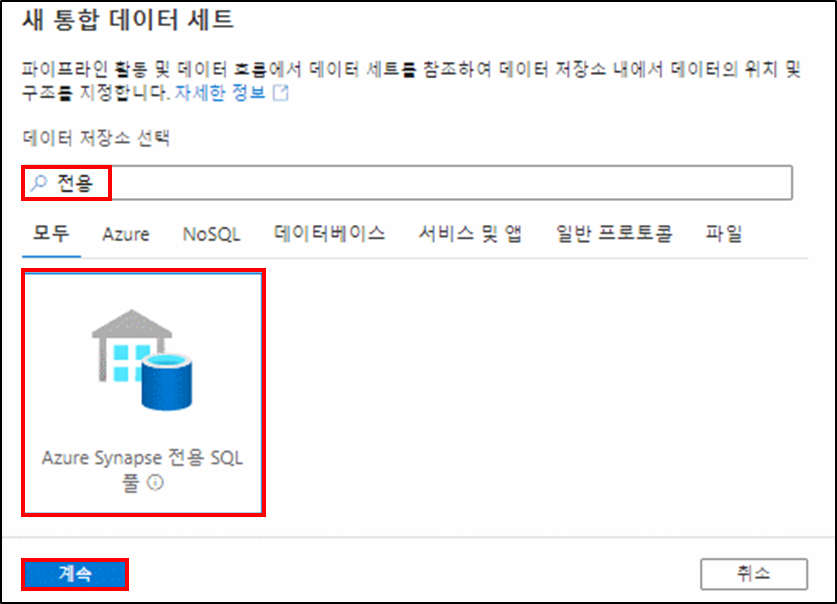 새 통합 데이터 세트
파이프라인 활동 및 데이터 흐름에서 데이터 세트를 참조하여 데이터 저장소 내에서 데이터의 위치 및
구조를 지정합니다. 자세한 정보
데이터 저장소 선택
전용
모두 Azure NoSQL 데이터베이스 서비스 및 앱 일반 프로토콜 파일
Azure Synapse 전용 SQL
풀
계속 취소